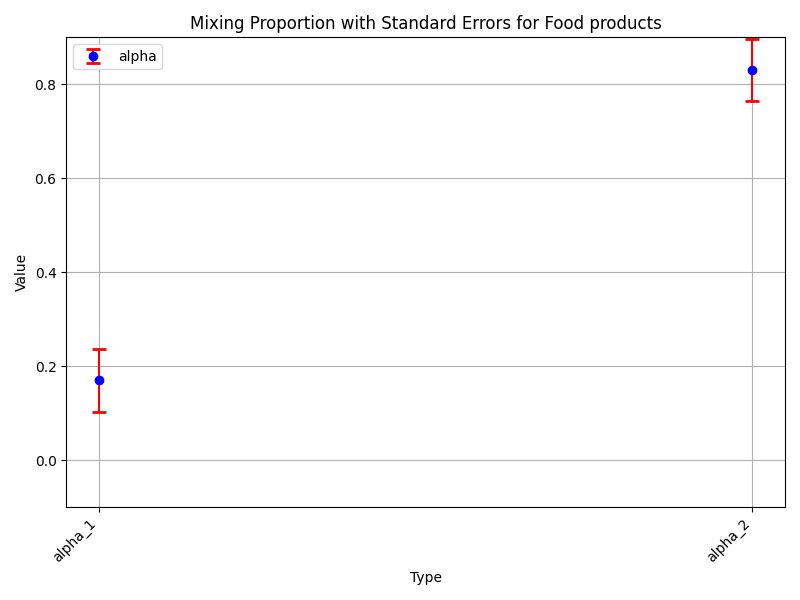 Mixing Proportion with Standard Errors for Food products
alpha
0.8
0.6
0.4
0.2
0.0
Value
alpha_1
alpha_2
Type